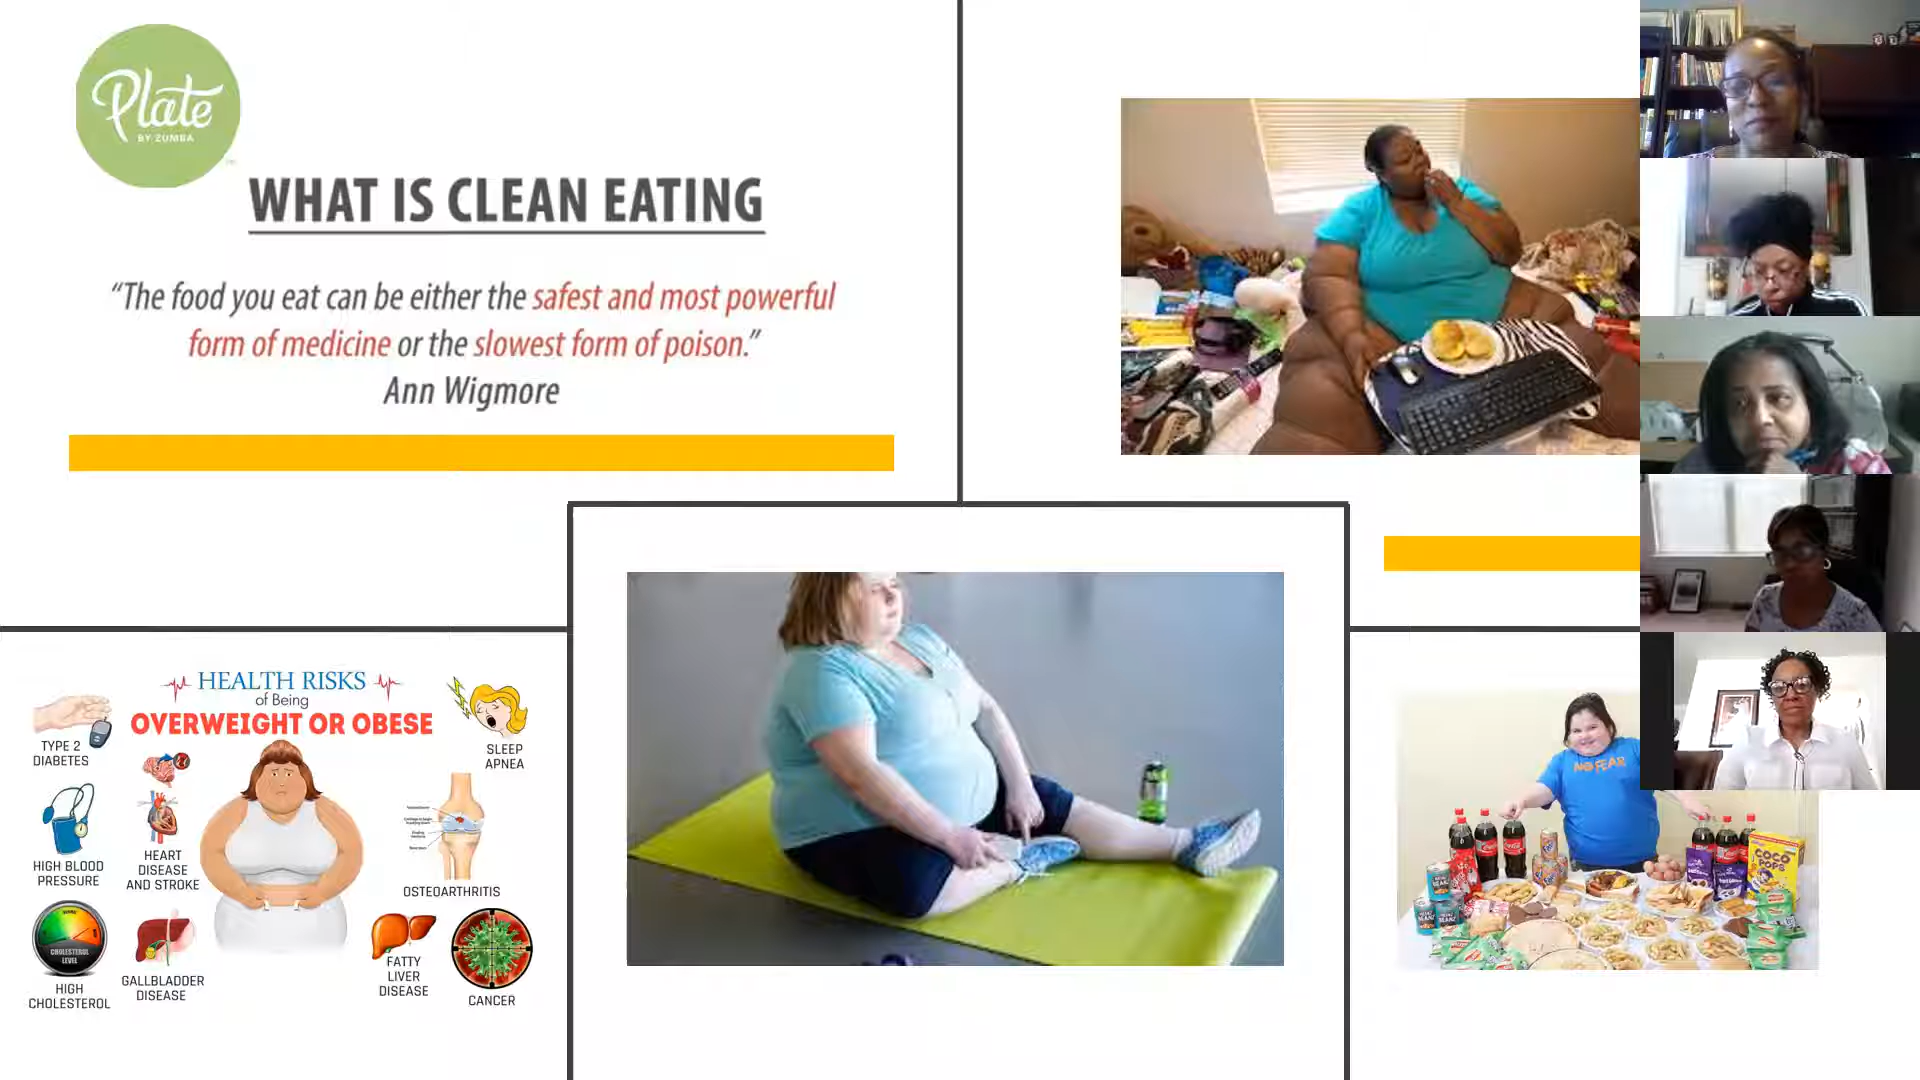 Plate
BY ZUMBA
WHAT IS CLEAN EATING
“The food you eat can be either the safest and most powerful
form of medicine or the slowest form of poison.”
Ann Wigmore
HEALTH RISKS
of Being
OVERWEIGHT OR OBESE
TYPE 2
DIABETES
SLEEP
APNEA
HIGH BLOOD
PRESSURE
HEART
DISEASE
AND STROKE
OSTEOARTHRITIS
CHOLESTEROL
LEVEL
HIGH
CHOLESTEROL
GALLBLADDER
DISEASE
FATTY
LIVER
DISEASE
CANCER
NO FEAR
COCO
POPS
HEINZ
BEANZ